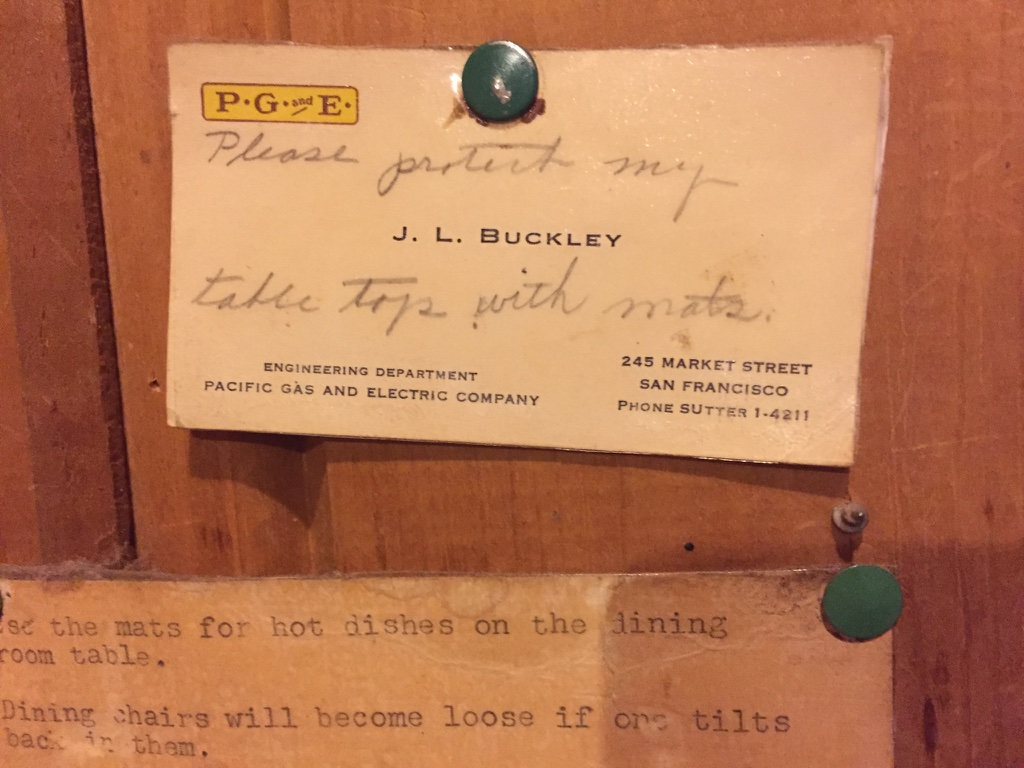 P·G·and E·
Please protect my
J. L. BUCKLEY
table tops with mats.
ENGINEERING DEPARTMENT
PACIFIC GAS AND ELECTRIC COMPANY
245 MARKET STREET
SAN FRANCISCO
PHONE SUTTER 1-4211
se the mats for hot dishes on the dining
room table.
Dining chairs will become loose if one tilts
back in them.